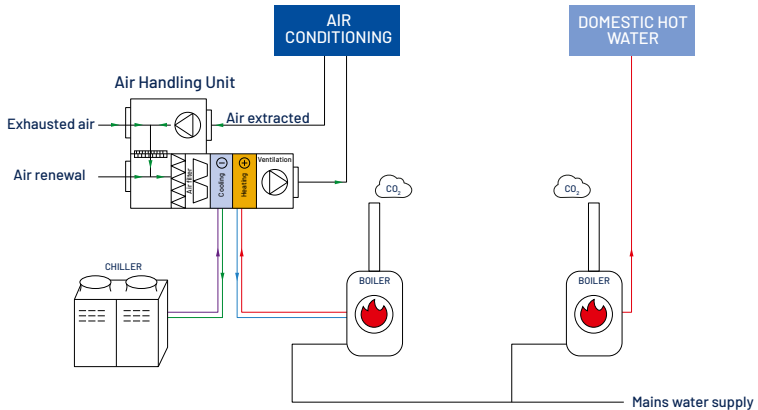 AIR
CONDITIONING
DOMESTIC HOT
WATER
Air Handling Unit
Exhausted air
Air extracted
Air renewal
Air filter
Cooling
Heating
Ventilation
CO₂
CO₂
CHILLER
BOILER
BOILER
Mains water supply